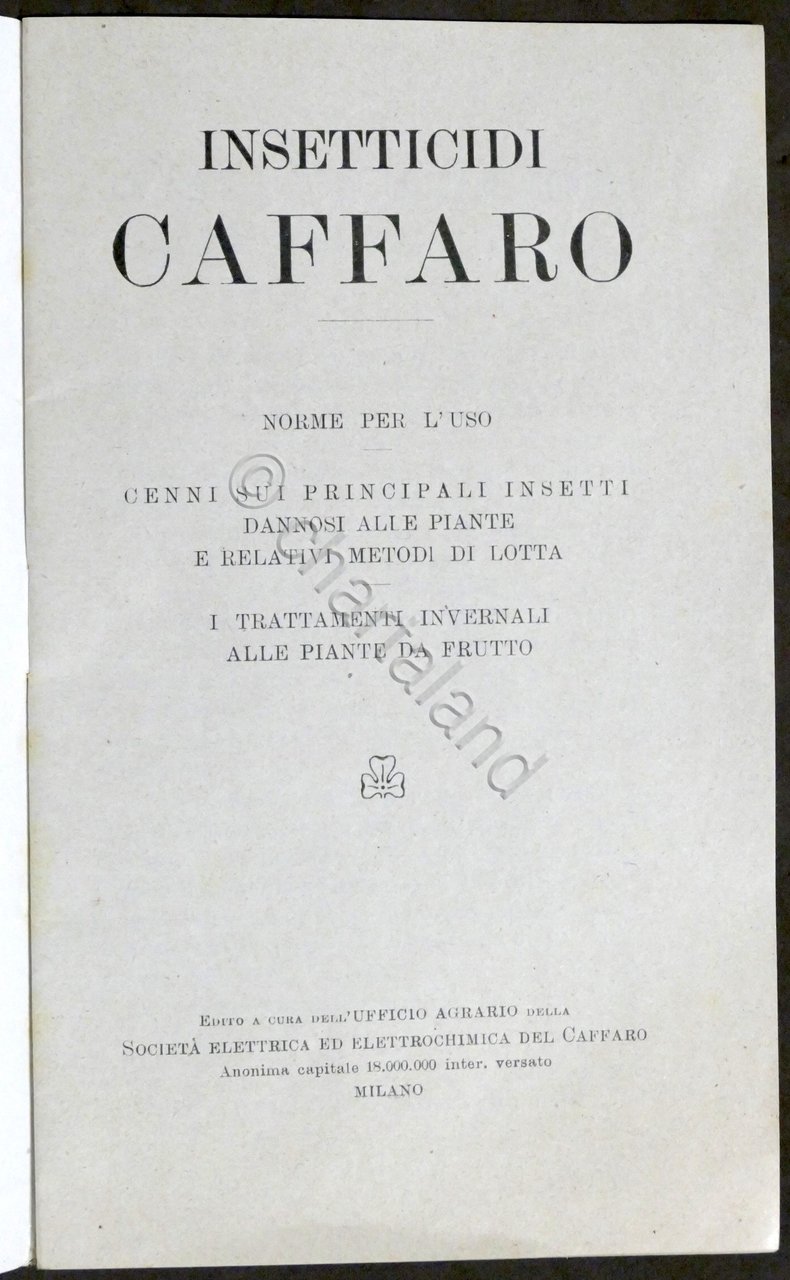 INSETTICIDI
CAFFARO
NORME PER L'USO
CENNI SUI PRINCIPALI INSETTI
DANNOSI ALLE PIANTE
E RELATIVI METODI DI LOTTA
I TRATTAMENTI INVERNALI
ALLE PIANTE DA FRUTTO
© chartaland
EDITO A CURA DELL'UFFICIO AGRARIO DELLA
SOCIETÀ ELETTRICA ED ELETTROCHIMICA DEL CAFFARO
Anonima capitale 18.000.000 inter. versato
MILANO